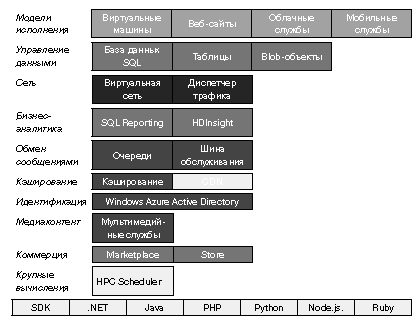 Модели исполнения
Виртуальные машины
Веб-сайты
Облачные службы
Мобильные службы
Управление данными
База данных SQL
Таблицы
Blob-объекты
Сеть
Виртуальная сеть
Диспетчер трафика
Бизнес-аналитика
SQL Reporting
HDInsight
Обмен сообщениями
Очереди
Шина обслуживания
Кэширование
Кэширование
CDN
Идентификация
Windows Azure Active Directory
Медиаконтент
Мультимедий-ные службы
Коммерция
Marketplace
Store
Крупные вычисления
HPC Scheduler
SDK
.NET
Java
PHP
Python
Node.js.
Ruby